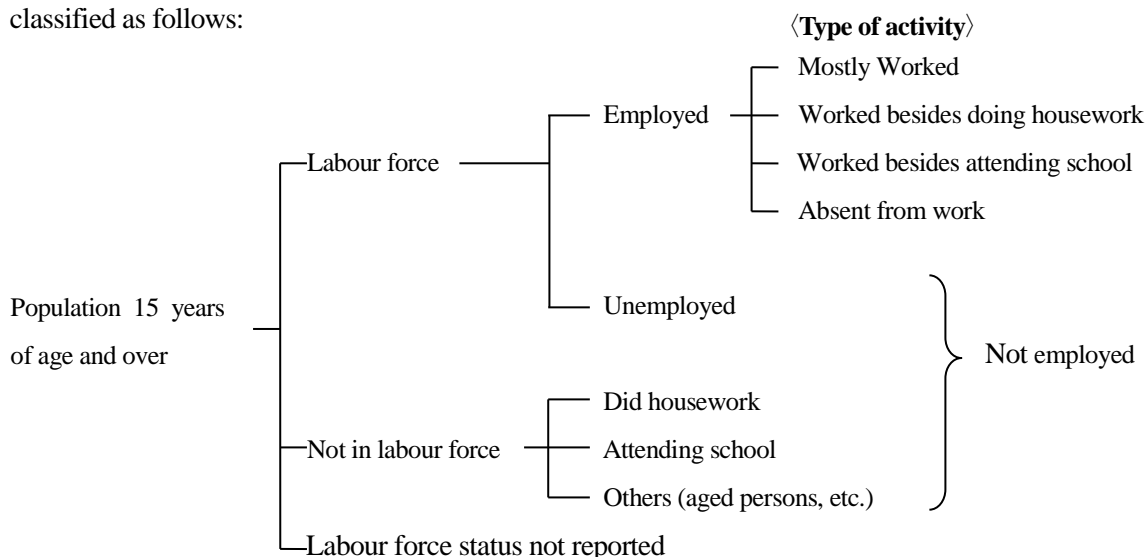 classified as follows:
〈Type of activity〉
Mostly Worked
Employed
Worked besides doing housework
Labour force
Worked besides attending school
Absent from work
Population 15 years
of age and over
Unemployed
Not employed
Did housework
Not in labour force
Attending school
Others (aged persons, etc.)
Labour force status not reported